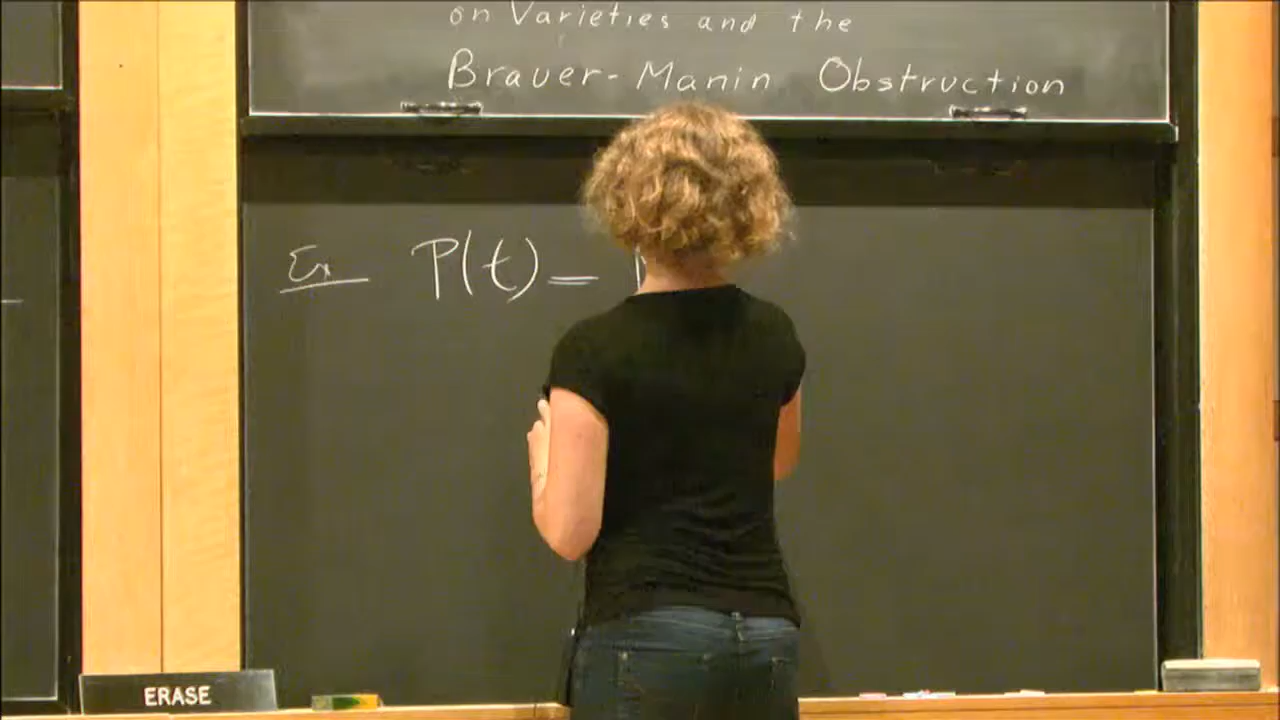 on Varieties and the
Brauer-Manin Obstruction
Ex P(t) =
ERASE